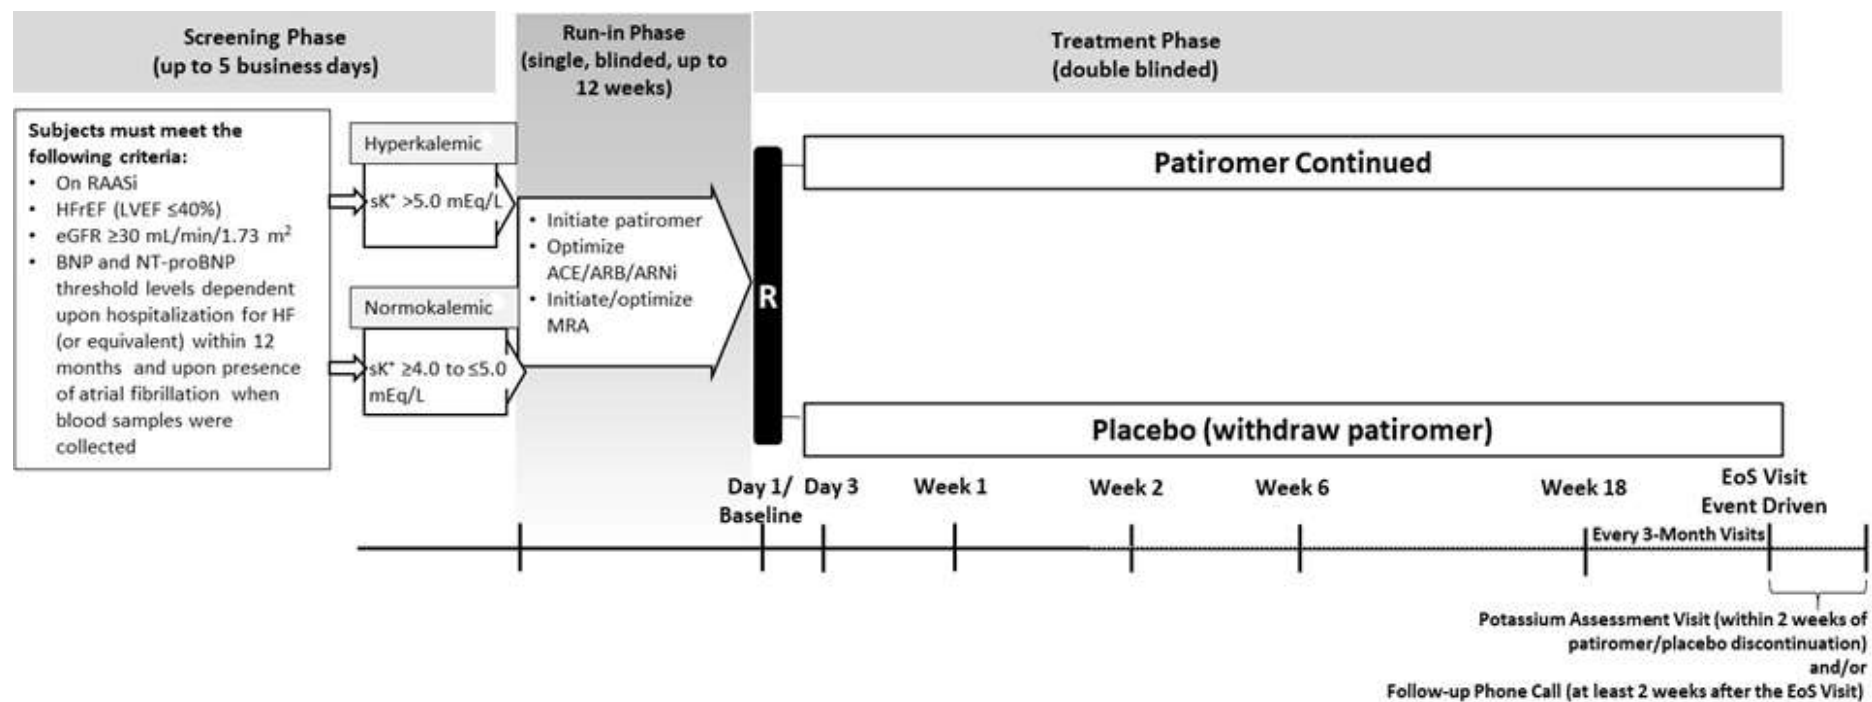 Screening Phase
(up to 5 business days)
Run-in Phase
(single, blinded, up to
12 weeks)
Treatment Phase
(double blinded)
Subjects must meet the
following criteria:
• On RAASi
• HFrEF (LVEF ≤40%)
• eGFR ≥30 mL/min/1.73 m²
• BNP and NT-proBNP
threshold levels dependent
upon hospitalization for HF
(or equivalent) within 12
months and upon presence
of atrial fibrillation when
blood samples were
collected
Hyperkalemic
sK⁺ >5.0 mEq/L
Normokalemic
sK⁺ ≥4.0 to ≤5.0
mEq/L
• Initiate patiromer
• Optimize
ACE/ARB/ARNi
• Initiate/optimize
MRA
R
Patiromer Continued
Placebo (withdraw patiromer)
Day 1/
Baseline
Day 3
Week 1
Week 2
Week 6
Week 18
EoS Visit
Event Driven
Every 3-Month Visits
Potassium Assessment Visit (within 2 weeks of
patiromer/placebo discontinuation)
and/or
Follow-up Phone Call (at least 2 weeks after the EoS Visit)